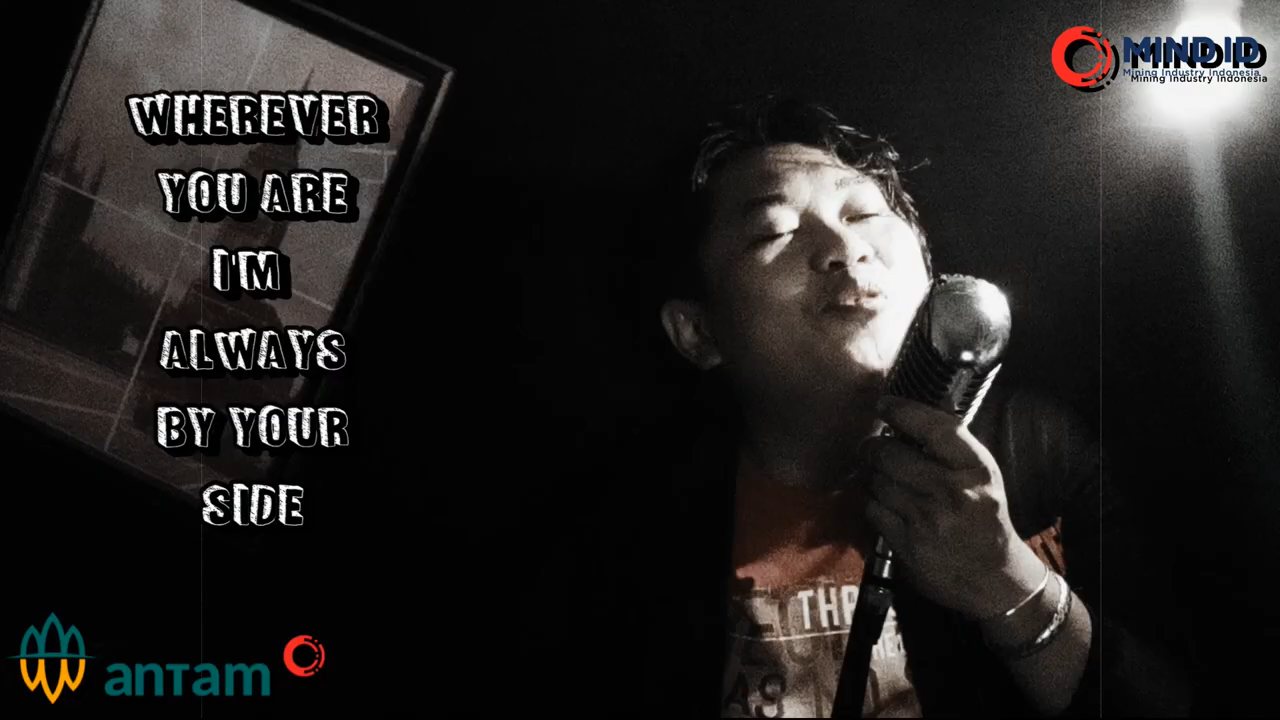 WHEREVER
YOU ARE
I'M
ALWAYS
BY YOUR
SIDE
MIND ID
Mining Industry Indonesia
antam